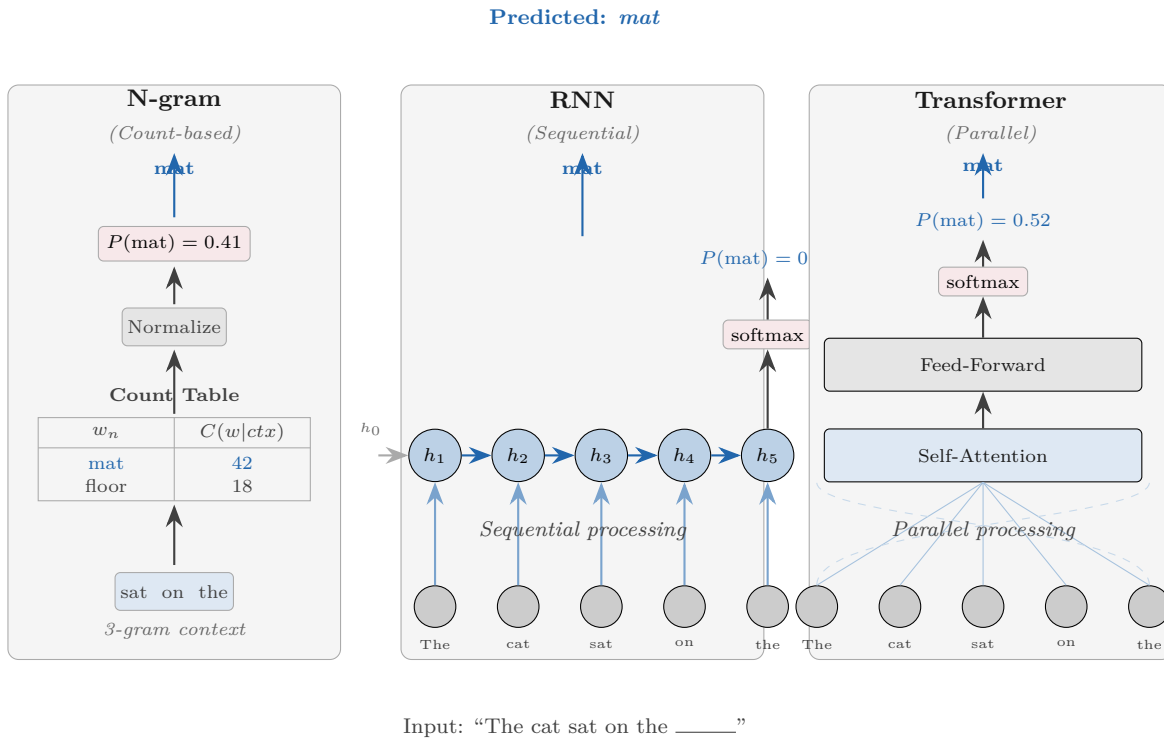 Predicted: mat
N-gram
(Count-based)
mat
P(mat) = 0.41
Normalize
Count Table
w_n C(w|ctx)
mat 42
floor 18
sat on the
3-gram context
RNN
(Sequential)
mat
P(mat) = 0
softmax
h_0
h_1 h_2 h_3 h_4 h_5
Sequential processing
The cat sat on the
Transformer
(Parallel)
mat
P(mat) = 0.52
softmax
Feed-Forward
Self-Attention
Parallel processing
The cat sat on the
Input: “The cat sat on the _____”